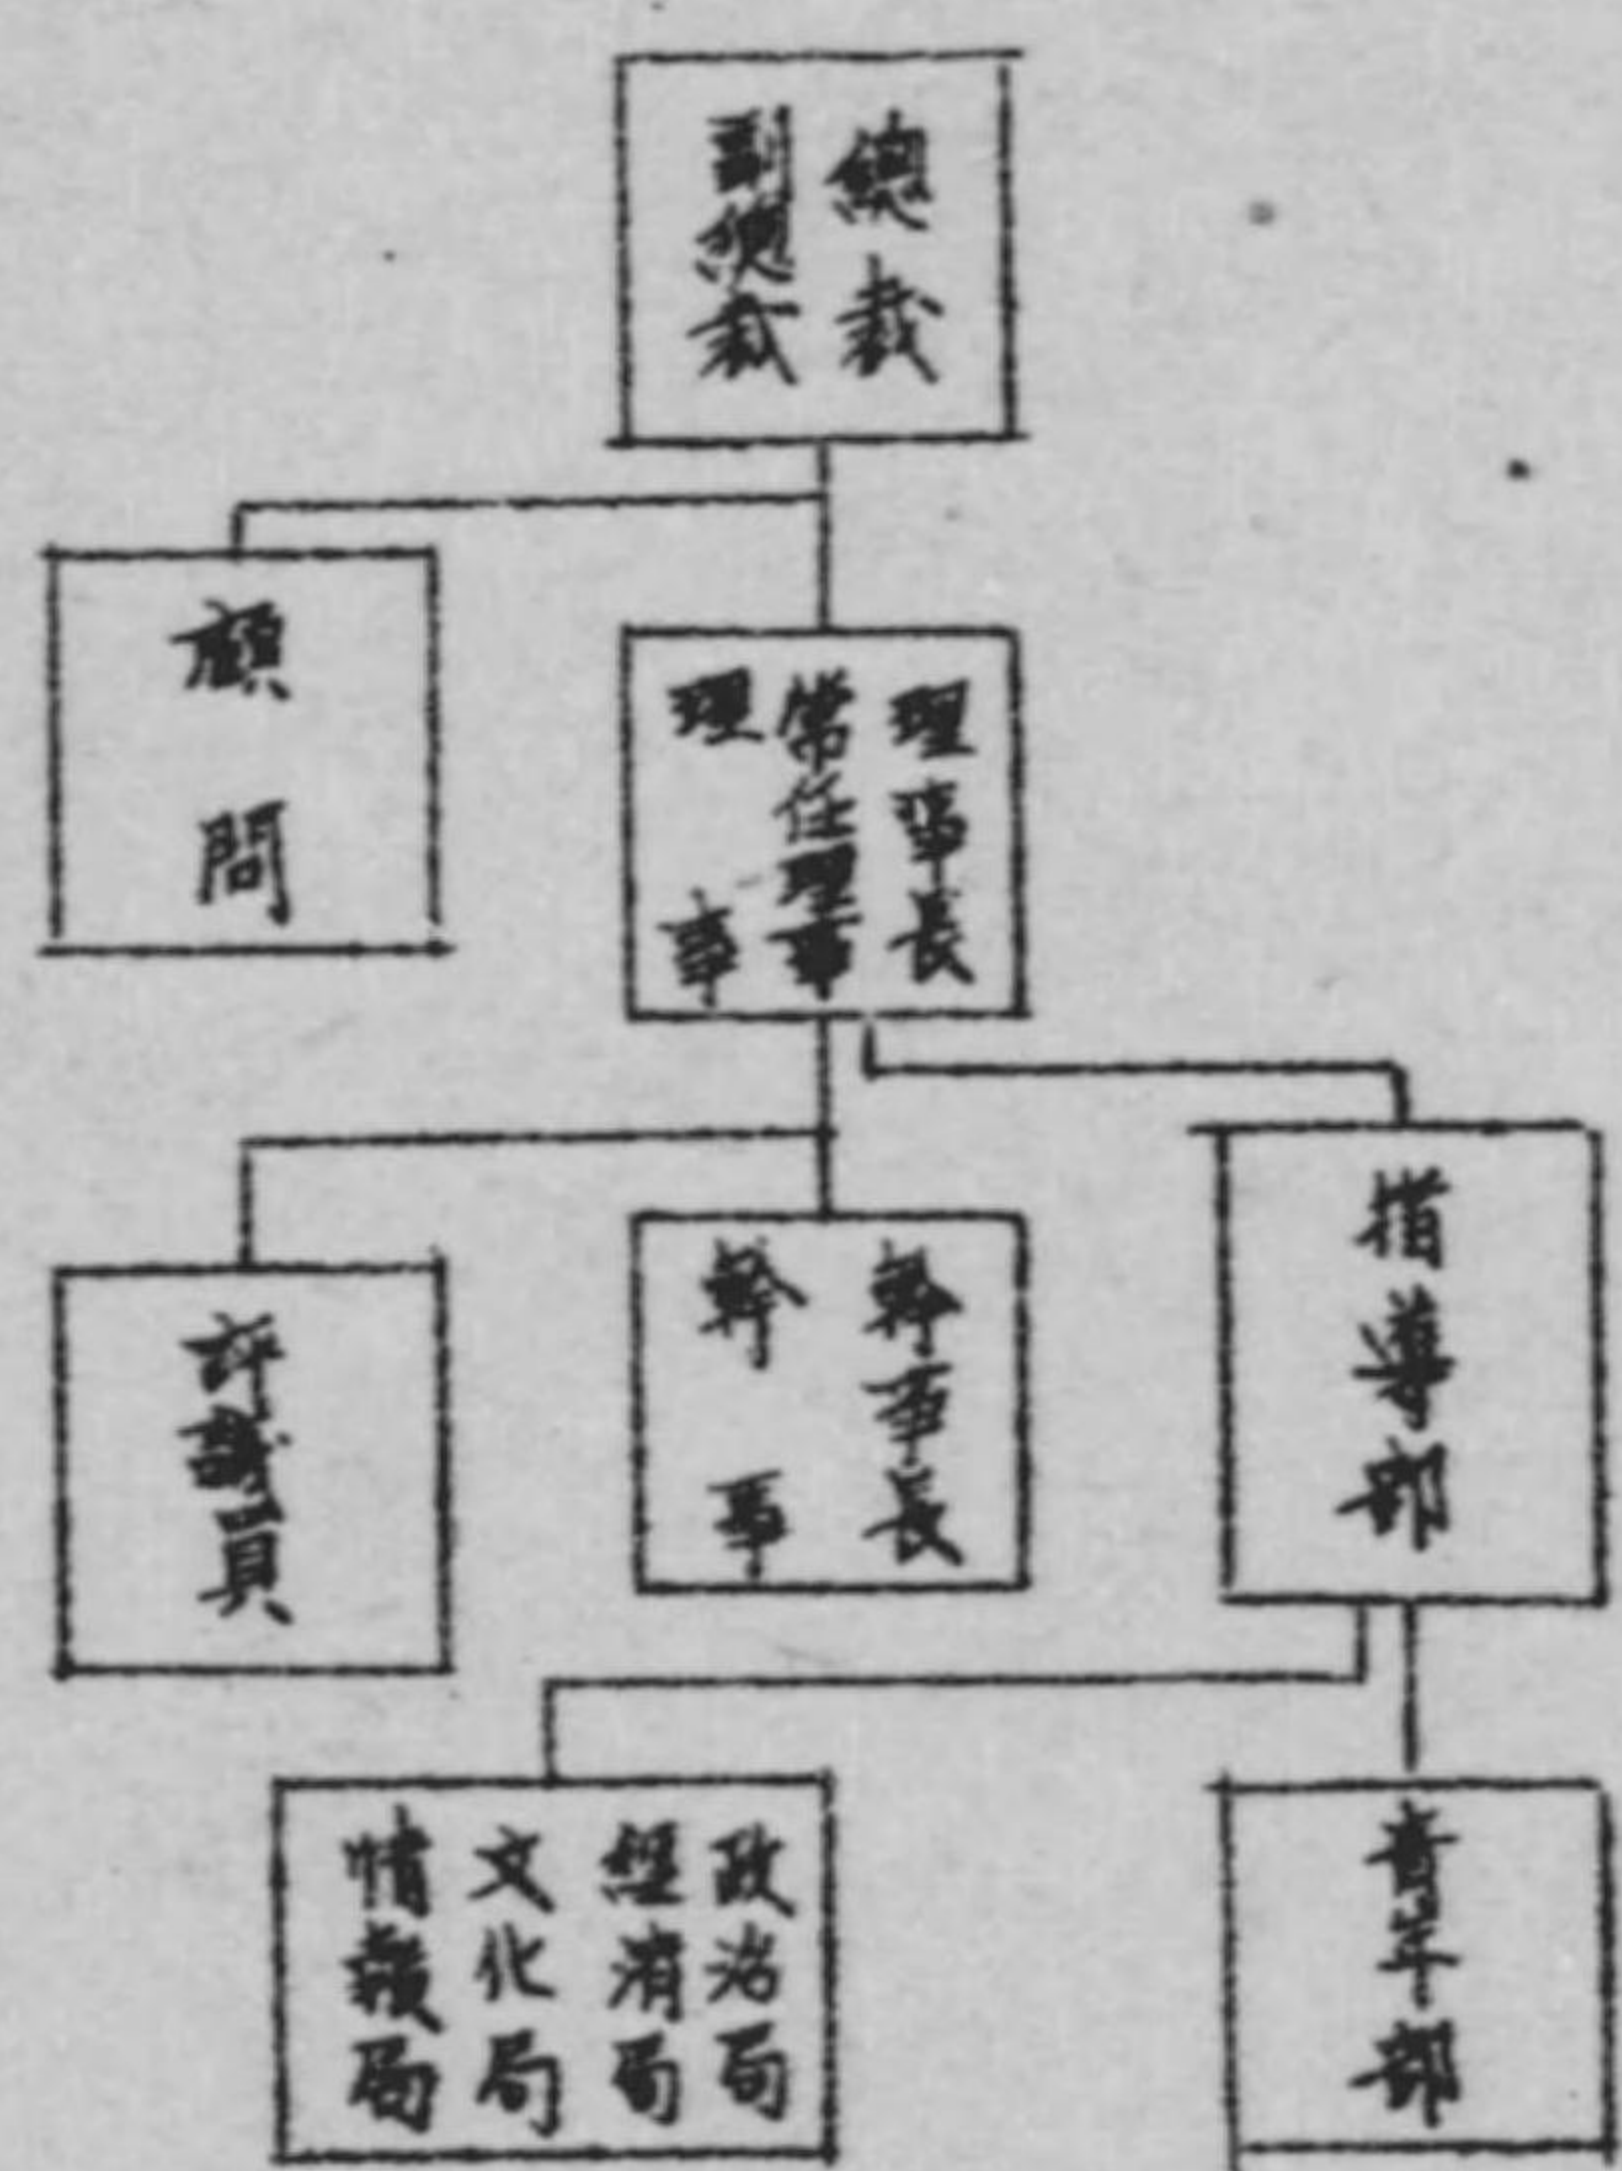 總裁
副總裁
顧問
理事長
常任理事
理事
指導部
幹事長
幹事
評議員
青年部
政治局
經濟局
文化局
情報局